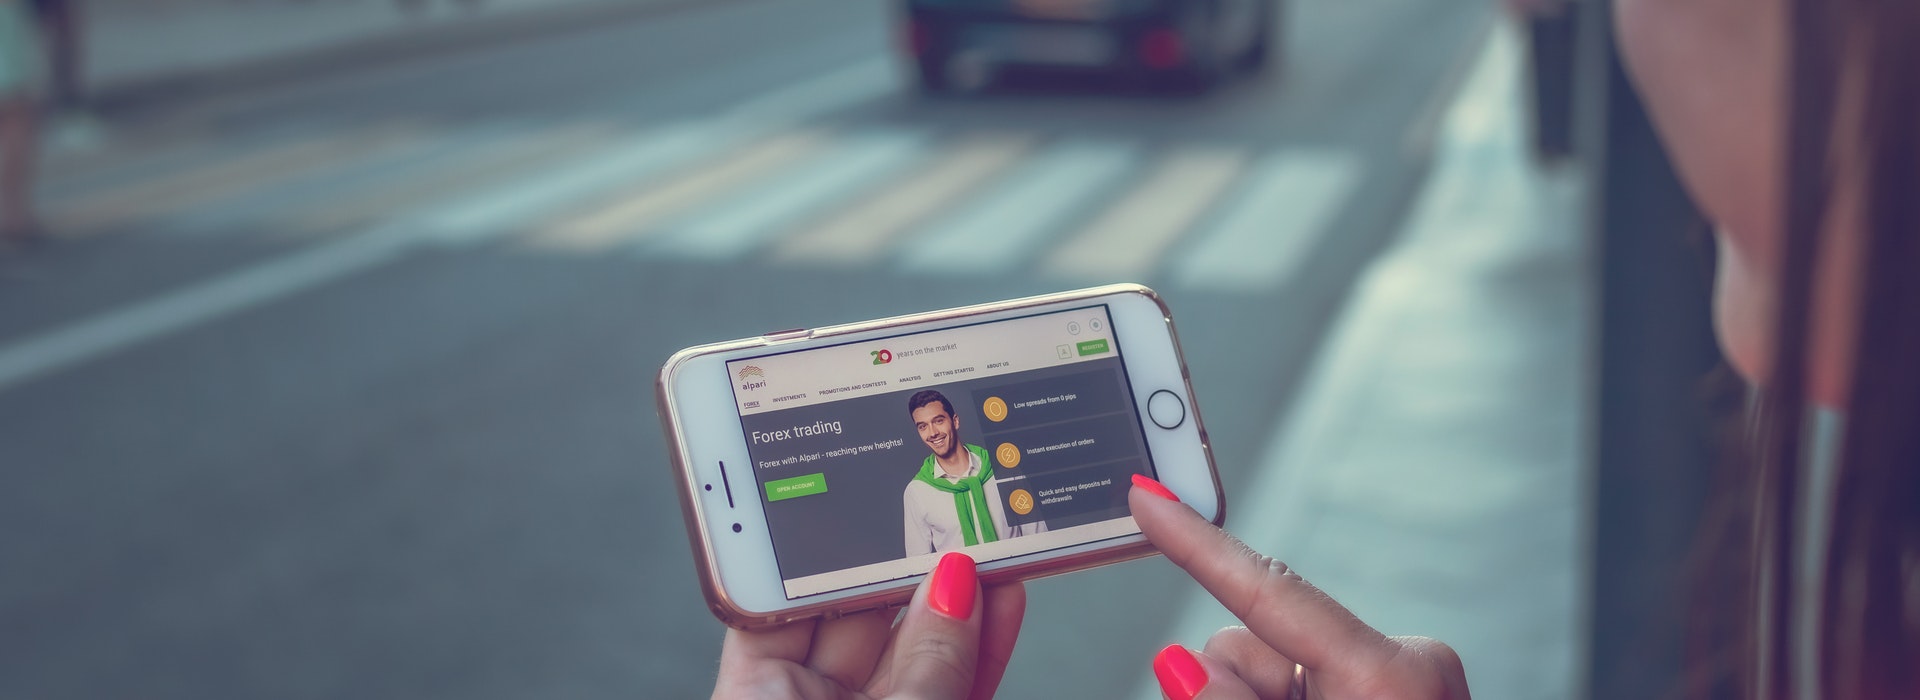 20 years on the market
alpari
REGISTER
FOREX INVESTMENTS PROMOTIONS AND CONTESTS ANALYSIS GETTING STARTED ABOUT US
Forex trading
Forex with Alpari - reaching new heights!
OPEN ACCOUNT
Low spreads from 0 pips
Instant execution of orders
Quick and easy deposits and
withdrawals